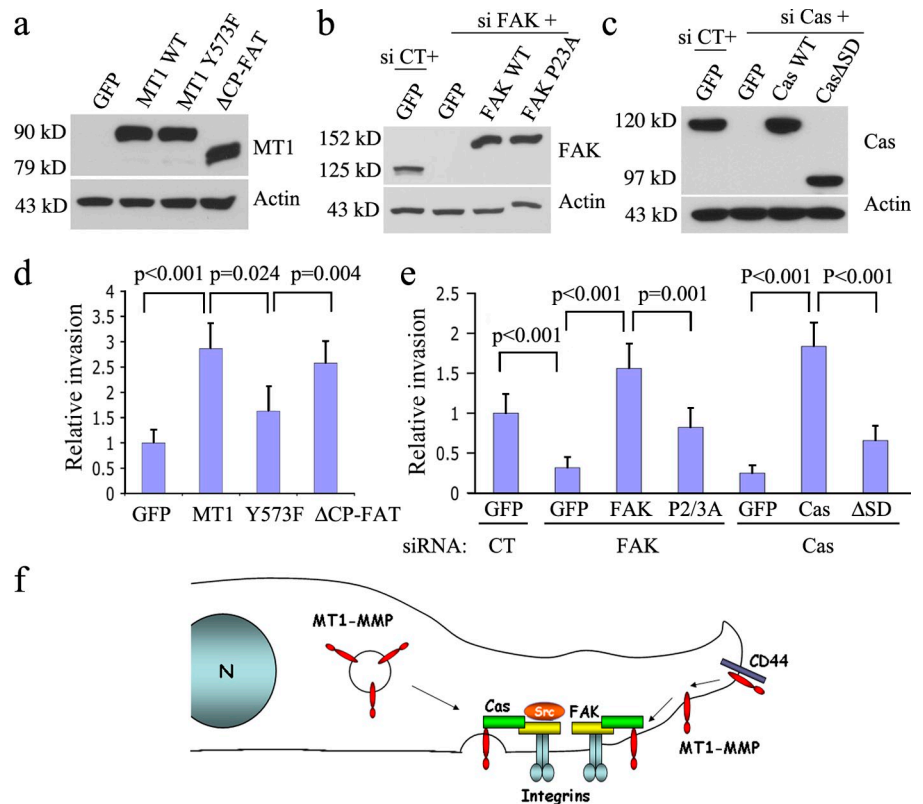 a
GFP
MT1 WT
MT1 Y573F
ΔCP-FAT
90 kD
79 kD
MT1
43 kD
Actin
b
si FAK +
si CT+
GFP
GFP
FAK WT
FAK P23A
152 kD
125 kD
FAK
43 kD
Actin
c
si Cas +
si CT+
GFP
GFP
Cas WT
CasΔSD
120 kD
Cas
97 kD
43 kD
Actin
d
p<0.001 p=0.024 p=0.004
Relative invasion
4
3.5
3
2.5
2
1.5
1
0.5
0
GFP MT1 Y573F ΔCP-FAT
e
p<0.001
p<0.001 p=0.001
P<0.001 P<0.001
Relative invasion
2.5
2
1.5
1
0.5
0
GFP GFP FAK P2/3A GFP Cas ΔSD
siRNA: CT FAK Cas
f
N
MT1-MMP
Cas
Src
FAK
CD44
MT1-MMP
Integrins